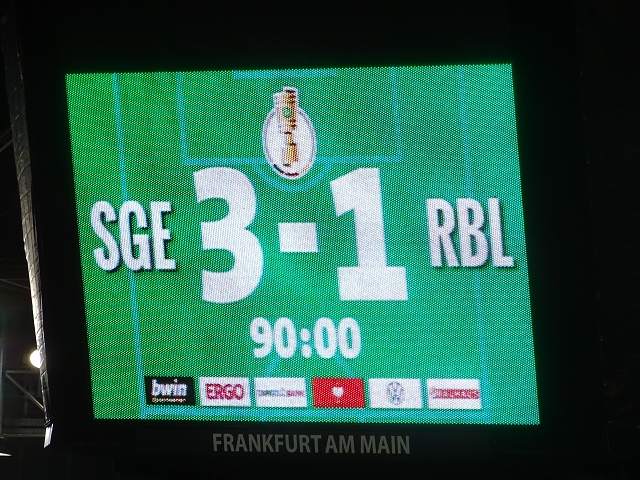 SGE 3-1 RBL
90:00
bwin ERGO
FRANKFURT AM MAIN